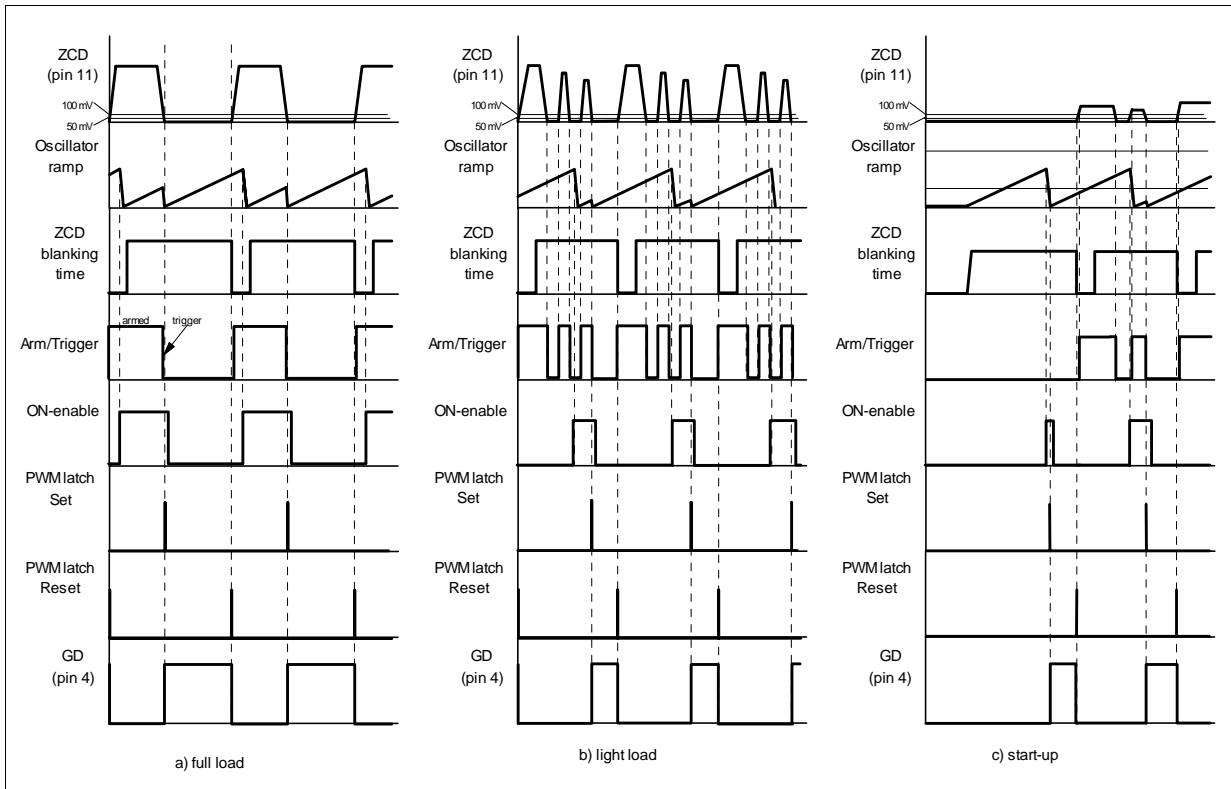 ZCD
(pin 11)
100 mV
50 mV
Oscillator
ramp
ZCD
blanking
time
armed
trigger
Arm/Trigger
ON-enable
PWM latch
Set
PWM latch
Reset
GD
(pin 4)
a) full load
ZCD
(pin 11)
100 mV
50 mV
Oscillator
ramp
ZCD
blanking
time
Arm/Trigger
ON-enable
PWM latch
Set
PWM latch
Reset
GD
(pin 4)
b) light load
ZCD
(pin 11)
100 mV
50 mV
Oscillator
ramp
ZCD
blanking
time
Arm/Trigger
ON-enable
PWM latch
Set
PWM latch
Reset
GD
(pin 4)
c) start-up